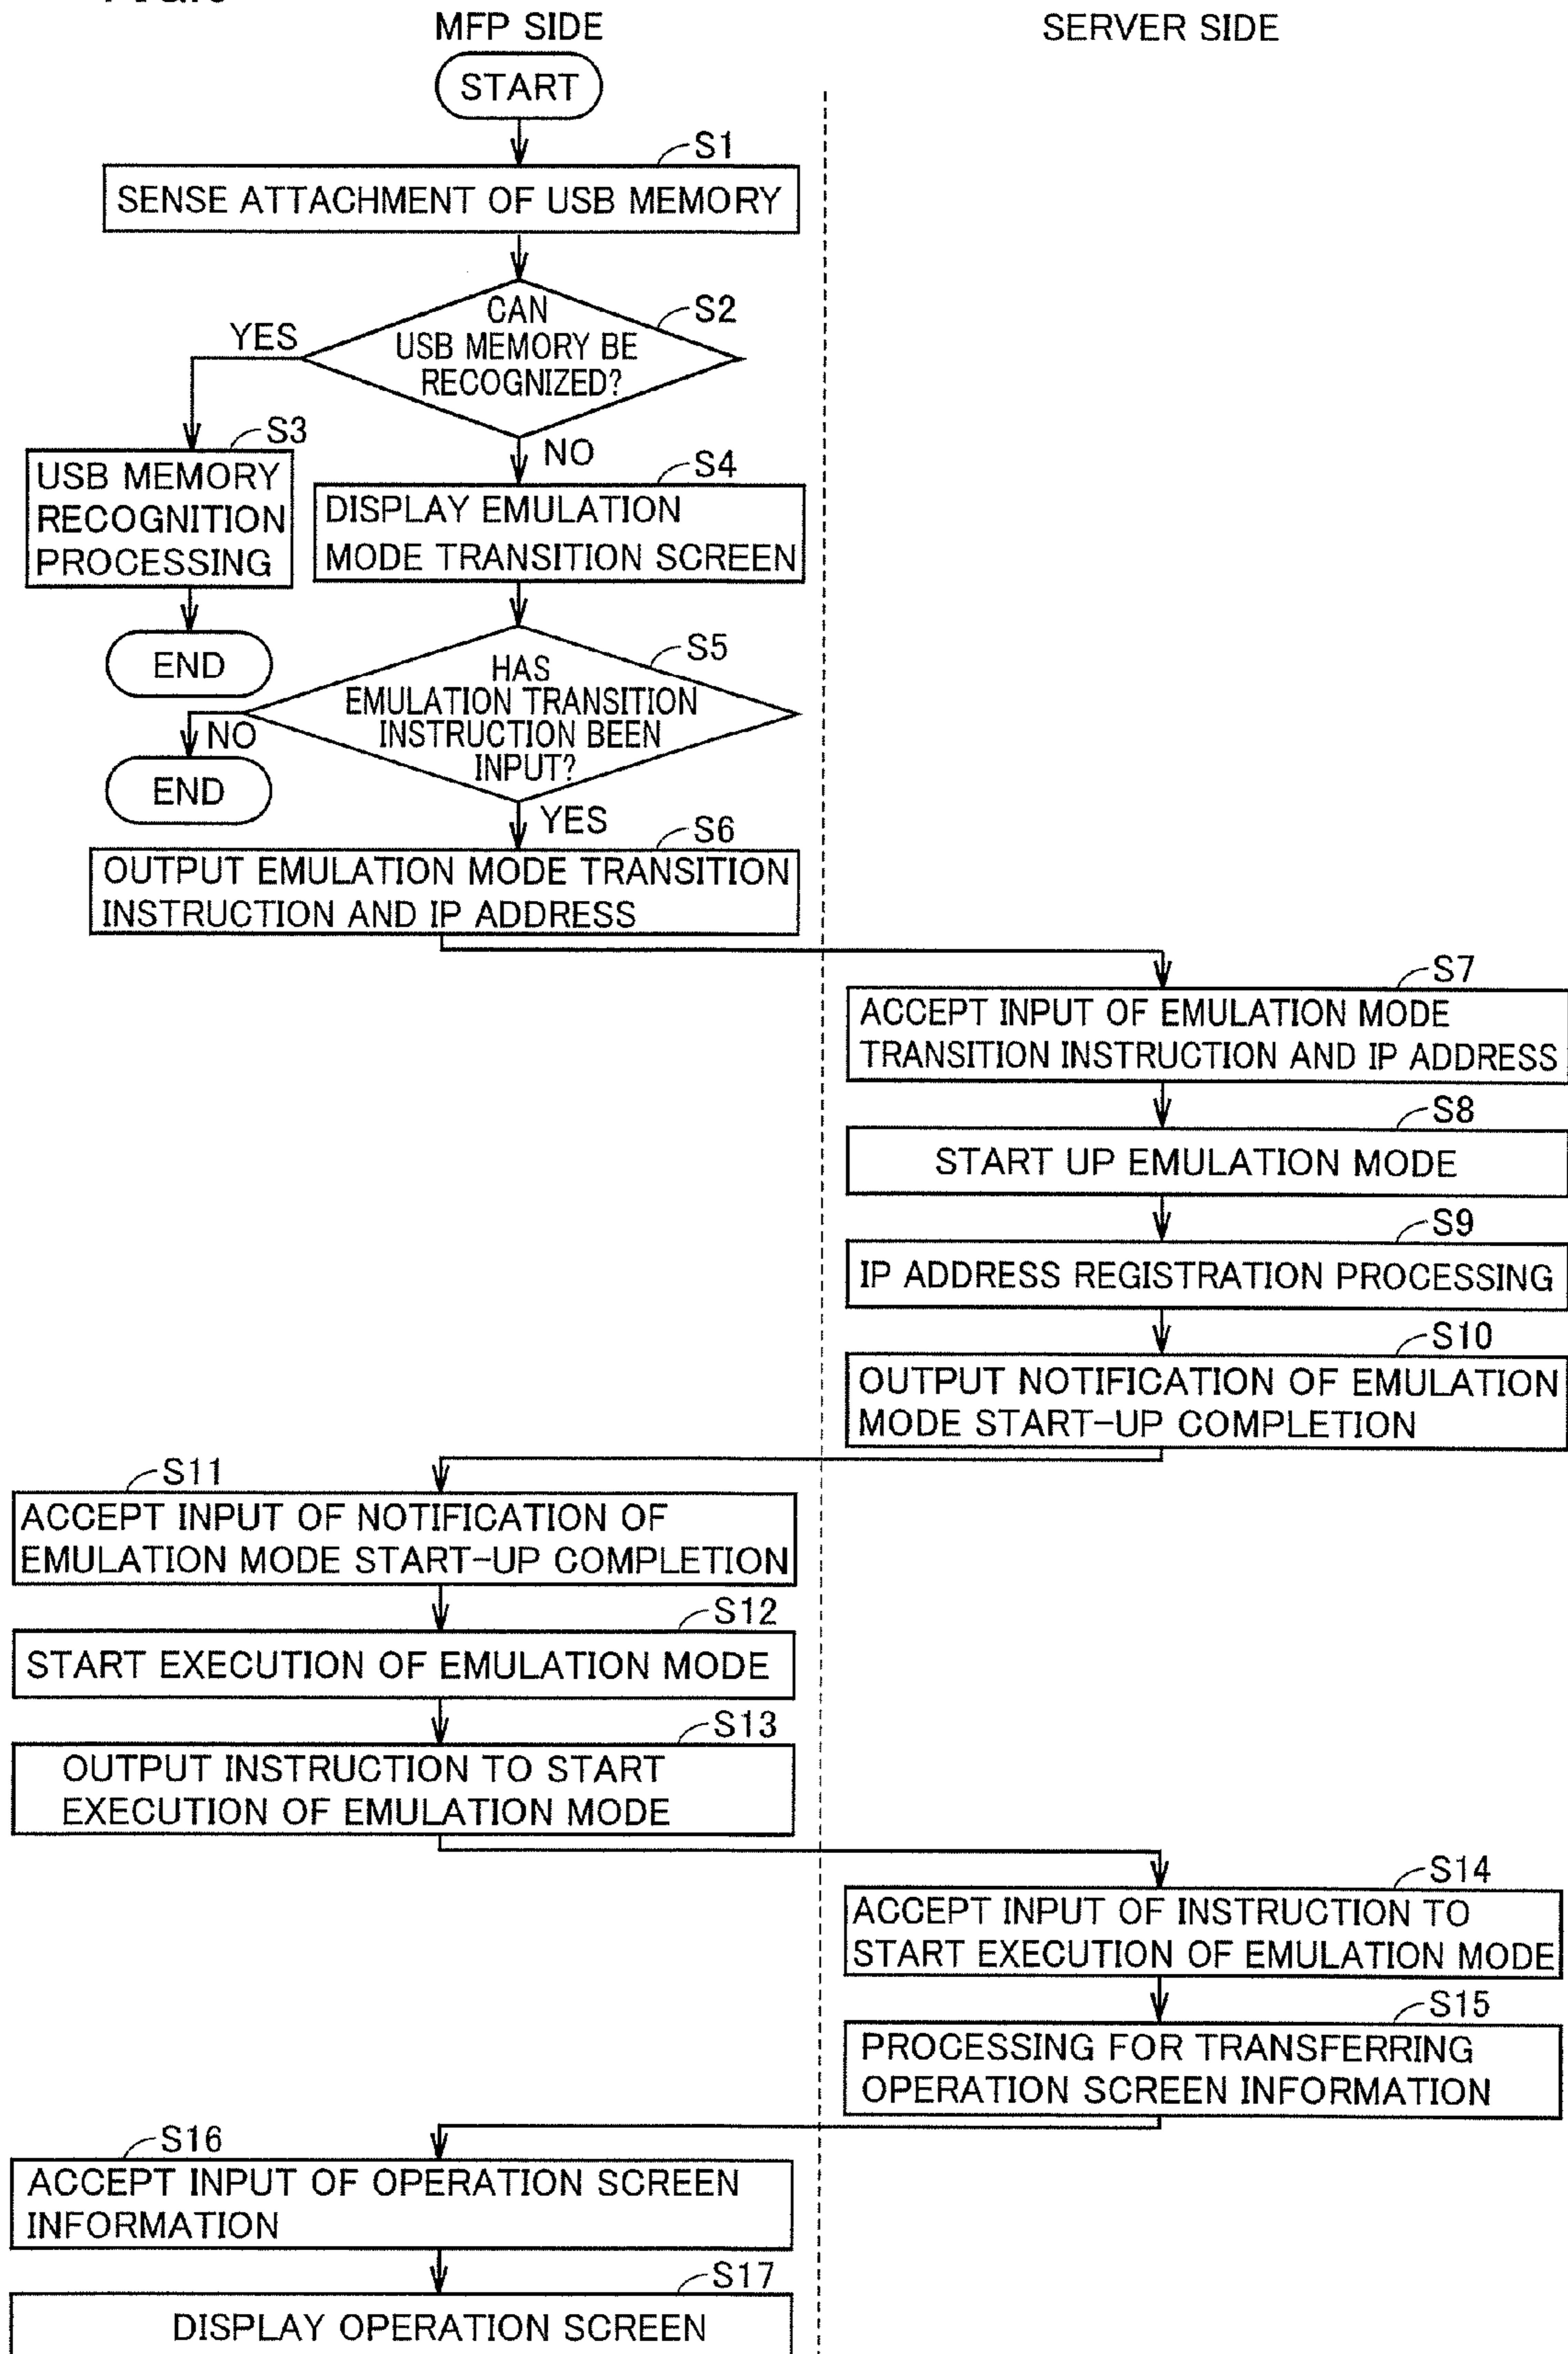 MFP SIDE
SERVER SIDE
START
S1
SENSE ATTACHMENT OF USB MEMORY
S2
CAN
USB MEMORY BE
RECOGNIZED?
YES
NO
S3
USB MEMORY
RECOGNITION
PROCESSING
S4
DISPLAY EMULATION
MODE TRANSITION SCREEN
END
S5
HAS
EMULATION TRANSITION
INSTRUCTION BEEN
INPUT?
NO
END
YES
S6
OUTPUT EMULATION MODE TRANSITION
INSTRUCTION AND IP ADDRESS
S7
ACCEPT INPUT OF EMULATION MODE
TRANSITION INSTRUCTION AND IP ADDRESS
S8
START UP EMULATION MODE
S9
IP ADDRESS REGISTRATION PROCESSING
S10
OUTPUT NOTIFICATION OF EMULATION
MODE START-UP COMPLETION
S11
ACCEPT INPUT OF NOTIFICATION OF
EMULATION MODE START-UP COMPLETION
S12
START EXECUTION OF EMULATION MODE
S13
OUTPUT INSTRUCTION TO START
EXECUTION OF EMULATION MODE
S14
ACCEPT INPUT OF INSTRUCTION TO
START EXECUTION OF EMULATION MODE
S15
PROCESSING FOR TRANSFERRING
OPERATION SCREEN INFORMATION
S16
ACCEPT INPUT OF OPERATION SCREEN
INFORMATION
S17
DISPLAY OPERATION SCREEN